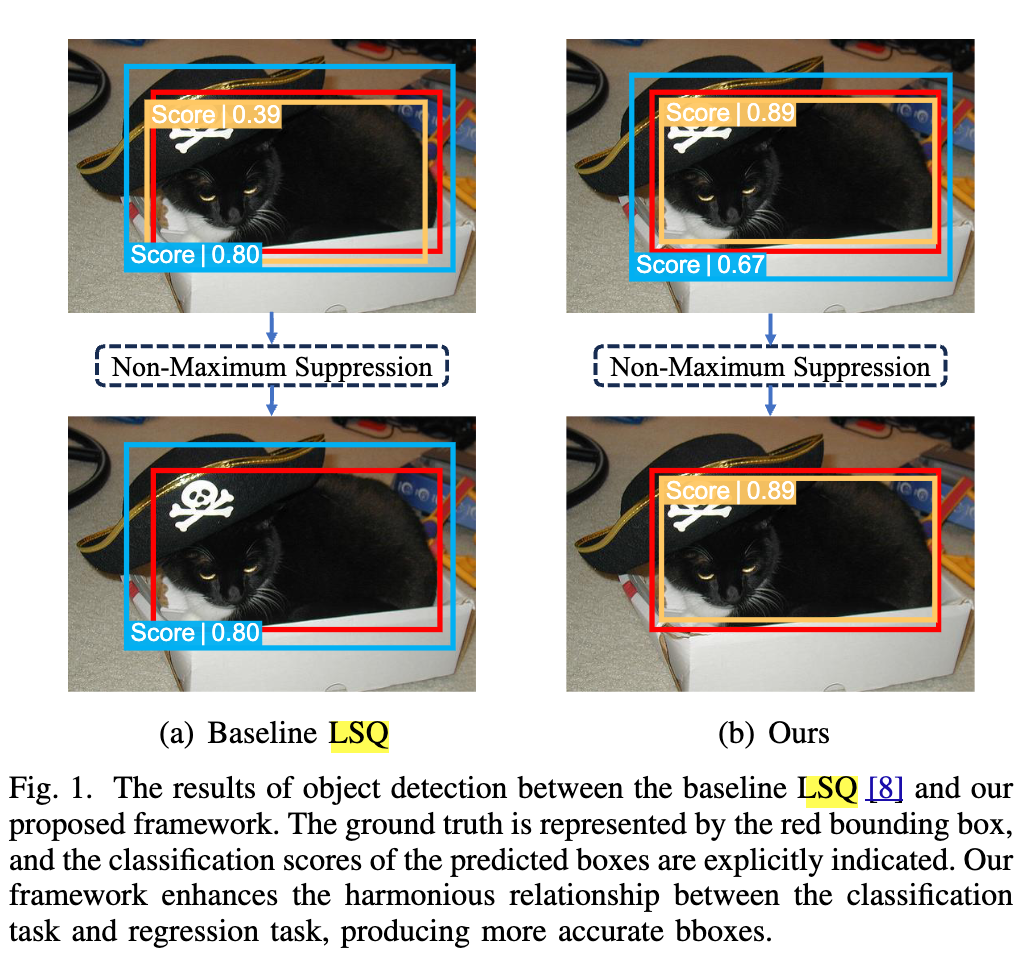 Score | 0.39
Score | 0.80
Score | 0.89
Score | 0.67
Non-Maximum Suppression
Non-Maximum Suppression
Score | 0.80
Score | 0.89
(a) Baseline LSQ
(b) Ours
Fig. 1. The results of object detection between the baseline LSQ [8] and our
proposed framework. The ground truth is represented by the red bounding box,
and the classification scores of the predicted boxes are explicitly indicated. Our
framework enhances the harmonious relationship between the classification
task and regression task, producing more accurate bboxes.